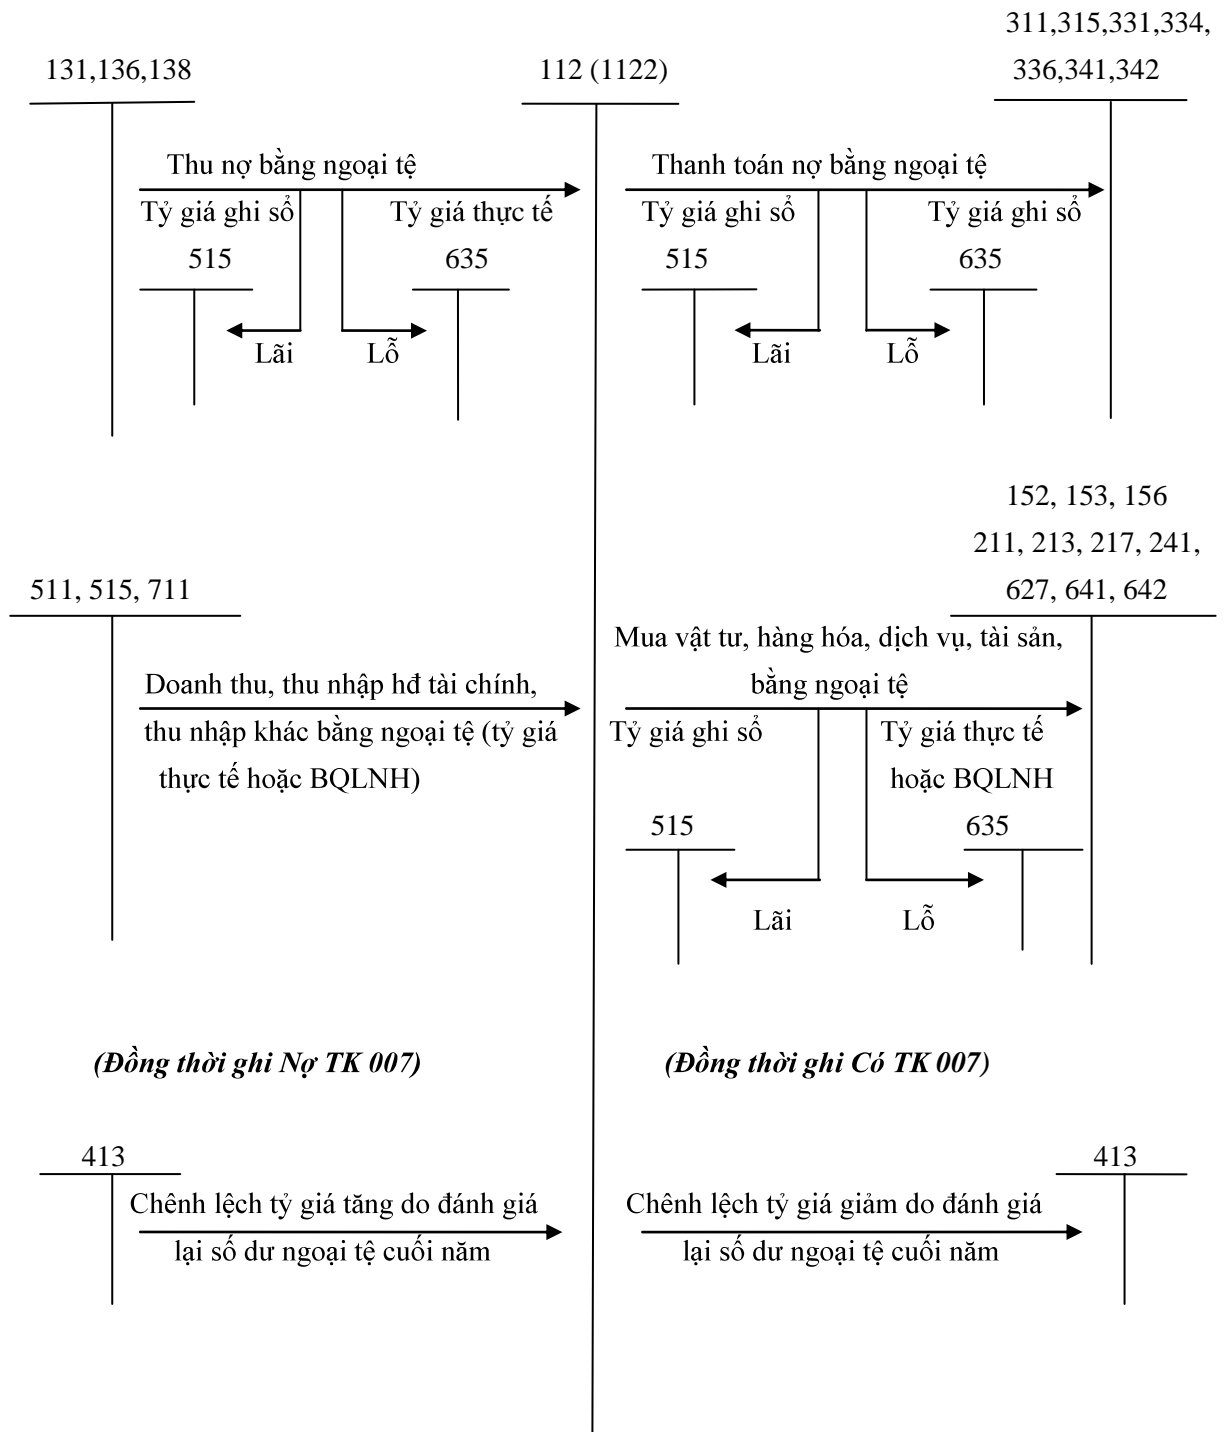 311,315,331,334,
131,136,138
112 (1122)
336,341,342
Thu nợ bằng ngoại tệ
Thanh toán nợ bằng ngoại tệ
Tỷ giá ghi sổ
Tỷ giá thực tế
Tỷ giá ghi sổ
Tỷ giá ghi sổ
515
635
515
635
Lãi
Lỗ
Lãi
Lỗ
152, 153, 156
211, 213, 217, 241,
511, 515, 711
627, 641, 642
Mua vật tư, hàng hóa, dịch vụ, tài sản,
bằng ngoại tệ
Doanh thu, thu nhập hđ tài chính,
thu nhập khác bằng ngoại tệ (tỷ giá
thực tế hoặc BQLNH)
Tỷ giá ghi sổ
Tỷ giá thực tế
hoặc BQLNH
515
635
Lãi
Lỗ
(Đồng thời ghi Nợ TK 007)
(Đồng thời ghi Có TK 007)
413
413
Chênh lệch tỷ giá tăng do đánh giá
lại số dư ngoại tệ cuối năm
Chênh lệch tỷ giá giảm do đánh giá
lại số dư ngoại tệ cuối năm